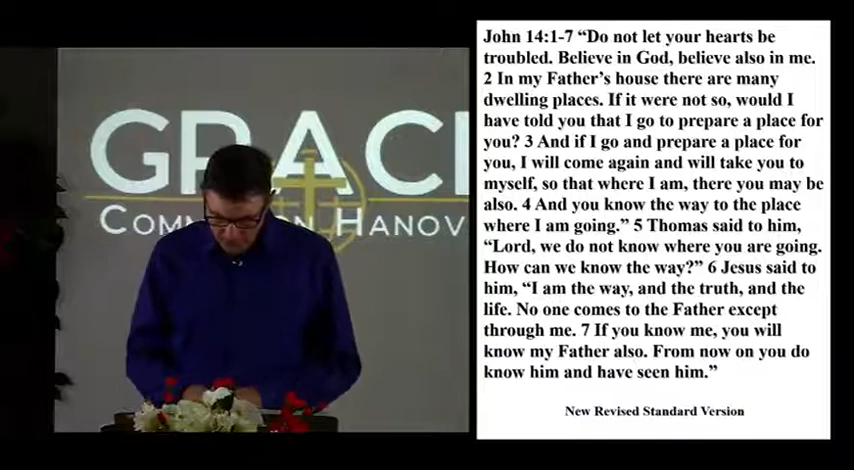 GRACE
COMM ON HANOV
John 14:1-7 “Do not let your hearts be
troubled. Believe in God, believe also in me.
2 In my Father’s house there are many
dwelling places. If it were not so, would I
have told you that I go to prepare a place for
you? 3 And if I go and prepare a place for
you, I will come again and will take you to
myself, so that where I am, there you may be
also. 4 And you know the way to the place
where I am going.” 5 Thomas said to him,
“Lord, we do not know where you are going.
How can we know the way?” 6 Jesus said to
him, “I am the way, and the truth, and the
life. No one comes to the Father except
through me. 7 If you know me, you will
know my Father also. From now on you do
know him and have seen him.”
New Revised Standard Version